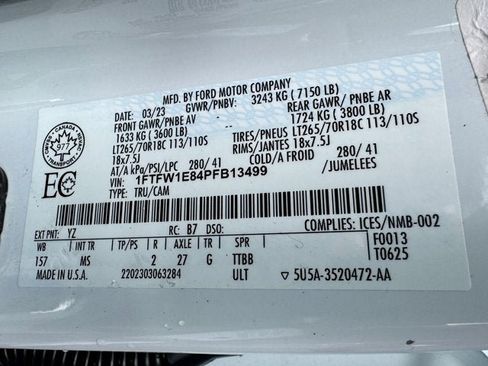 MFD. BY FORD MOTOR COMPANY
03/23 GVWR/PNBV: 3243 KG ( 7150 LB)
FRONT GAWR/PNBE AV REAR GAWR/ PNBE AR
1633 KG ( 3600 LB) 1724 KG ( 3800 LB)
LT265/70R18C 113/110S TIRES/PNEUS LT265/70R18C 113/110S
18x7.5J RIMS/JANTES 18x7.5J
AT/A kPa/PSI/LPC 280/ 41 COLD/A FROID 280/ 41
VIN: 1FTFW1E84PFB13499 /JUMELEES
TYPE: TRU/CAM
CANADA
977
TRANSPORT
EC
EXT PNT: YZ RC: B7 COMPLIES: ICES/NMB-002
WB INT TR TP/PS R AXLE TR SPR F0013
157 MS 2 27 G TTBB T0625
MADE IN U.S.A. 2202303063284 ULT 5U5A-3520472-AA